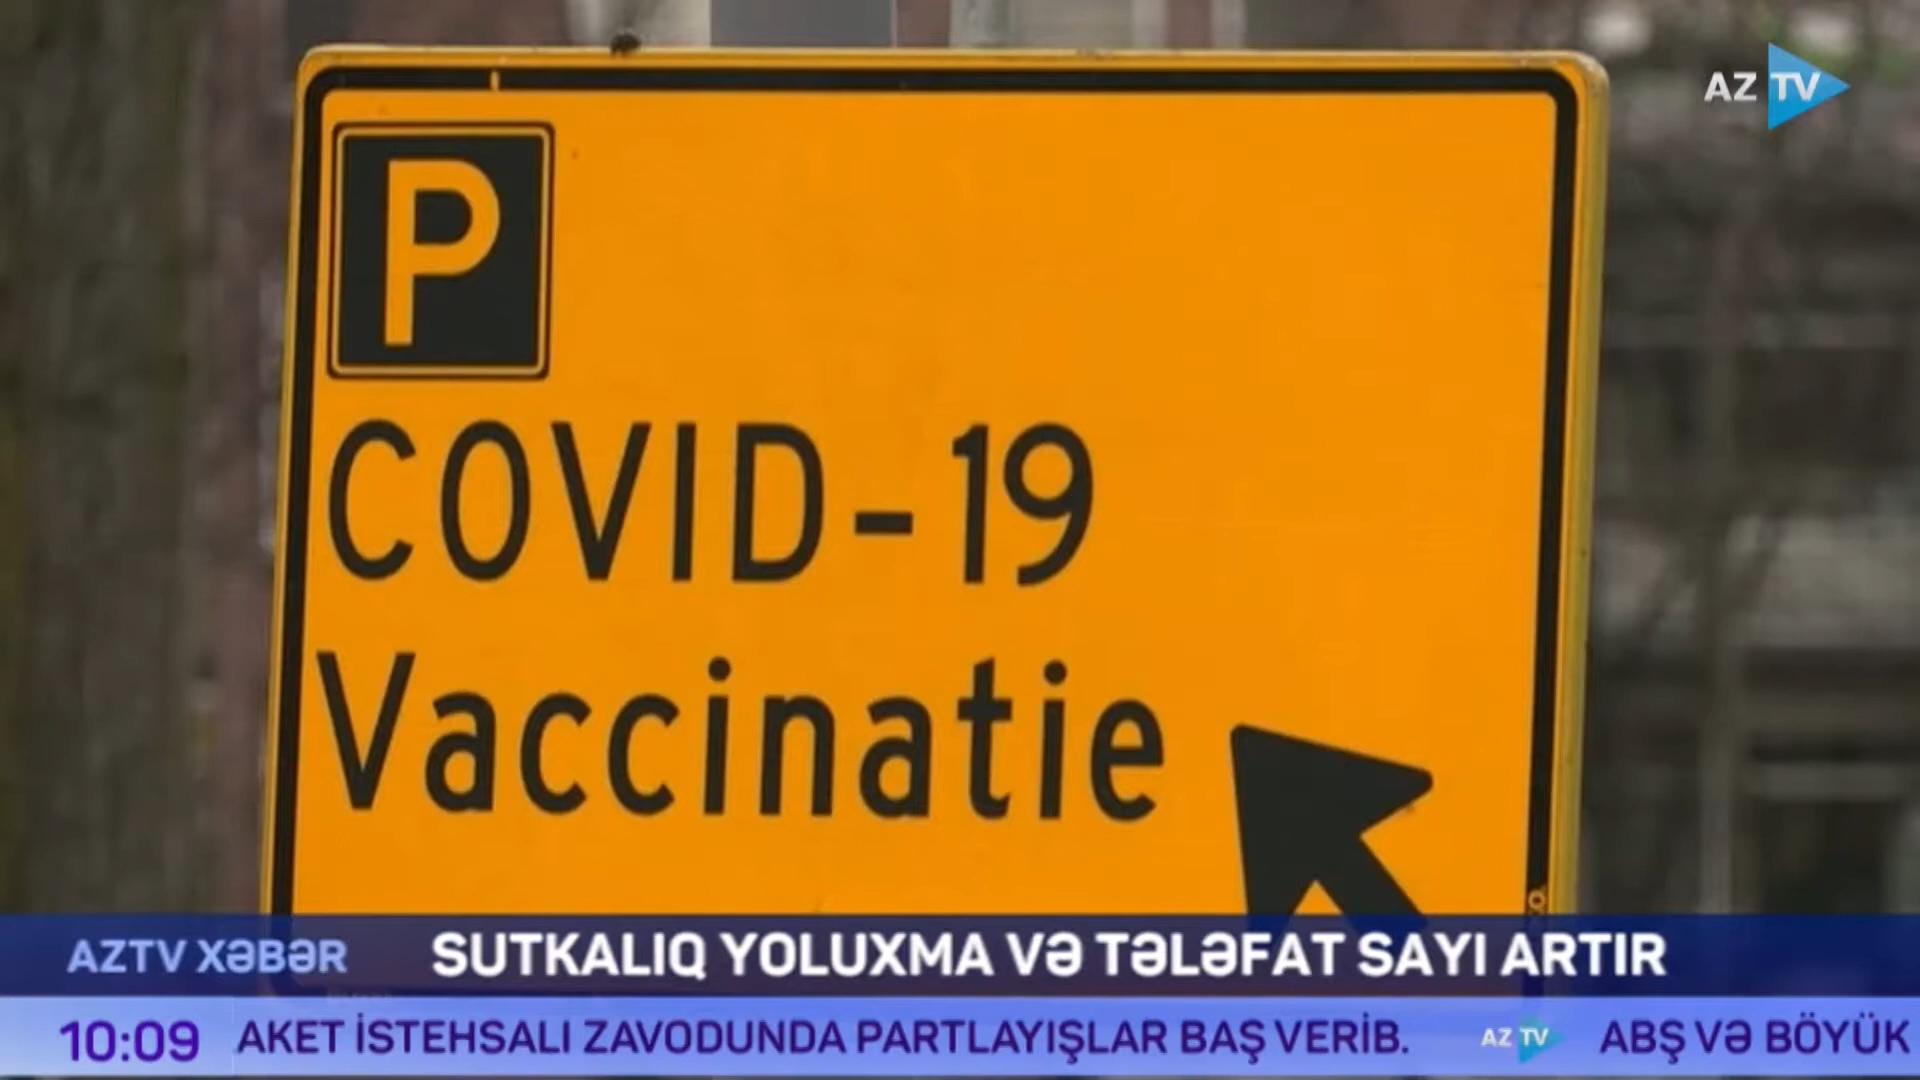 AZ TV
P
COVID-19
Vaccinatie
AZTV XƏBƏR
SUTKALIQ YOLUXMA VƏ TƏLƏFAT SAYI ARTIR
10:09
AKET İSTEHSALI ZAVODUNDA PARTLAYIŞLAR BAŞ VERİB. AZ TV ABŞ VƏ BÖYÜK